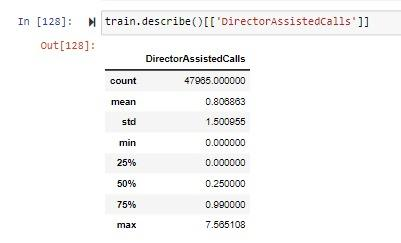 In [128]: train.describe()[['DirectorAssistedCalls']]
Out[128]:
DirectorAssistedCalls
count 47965.000000
mean 0.806863
std 1.500955
min 0.000000
25% 0.000000
50% 0.250000
75% 0.990000
max 7.565108